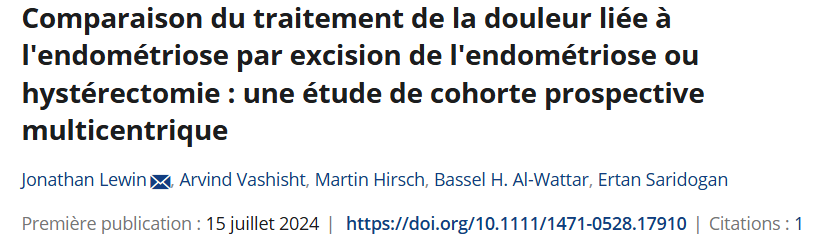 Comparaison du traitement de la douleur liée à
l'endométriose par excision de l'endométriose ou
hystérectomie : une étude de cohorte prospective
multicentrique
Jonathan Lewin, Arvind Vashisht, Martin Hirsch, Bassel H. Al-Wattar, Ertan Saridogan
Première publication : 15 juillet 2024 | https://doi.org/10.1111/1471-0528.17910 | Citations : 1